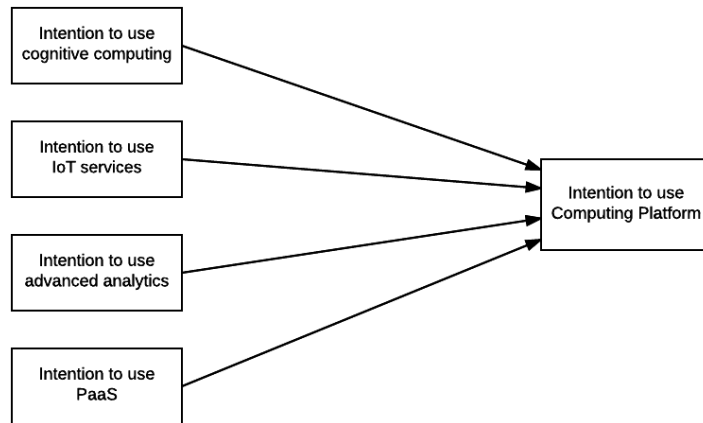 Intention to use
cognitive computing
Intention to use
IoT services
Intention to use
Computing Platform
Intention to use
advanced analytics
Intention to use
PaaS